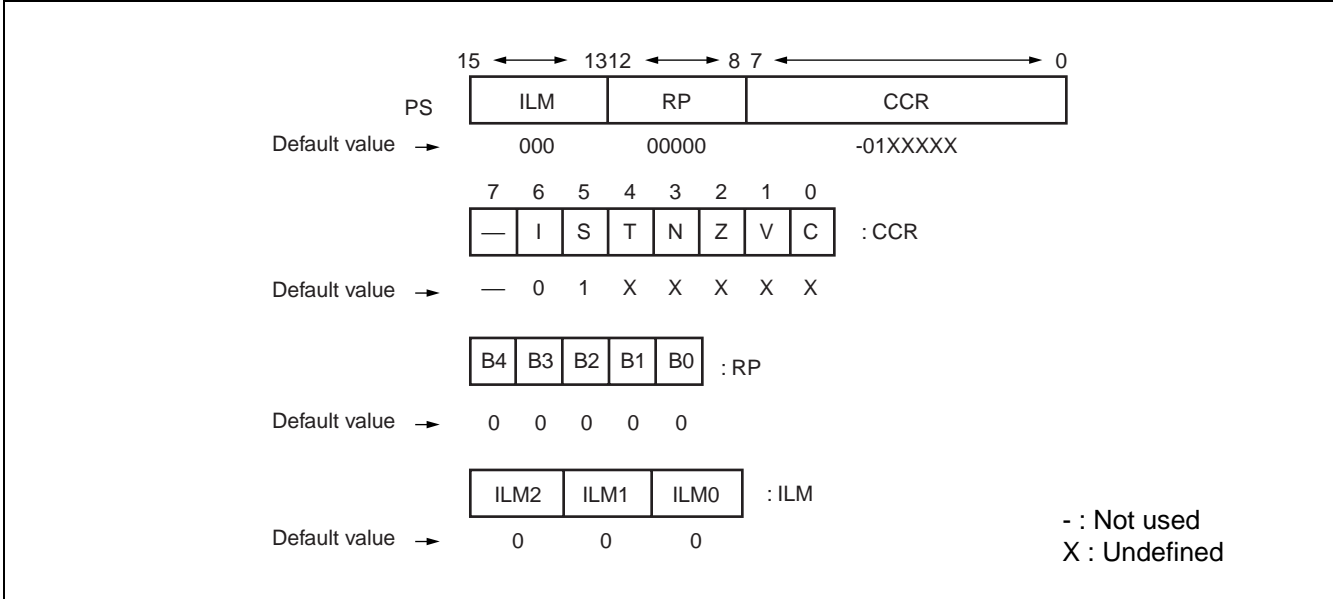 15 1312 8 7 0
PS ILM RP CCR
Default value 000 00000 -01XXXXX
7 6 5 4 3 2 1 0
— I S T N Z V C : CCR
Default value — 0 1 X X X X X
B4 B3 B2 B1 B0 : RP
Default value 0 0 0 0 0
ILM2 ILM1 ILM0 : ILM
Default value 0 0 0
- : Not used
X : Undefined